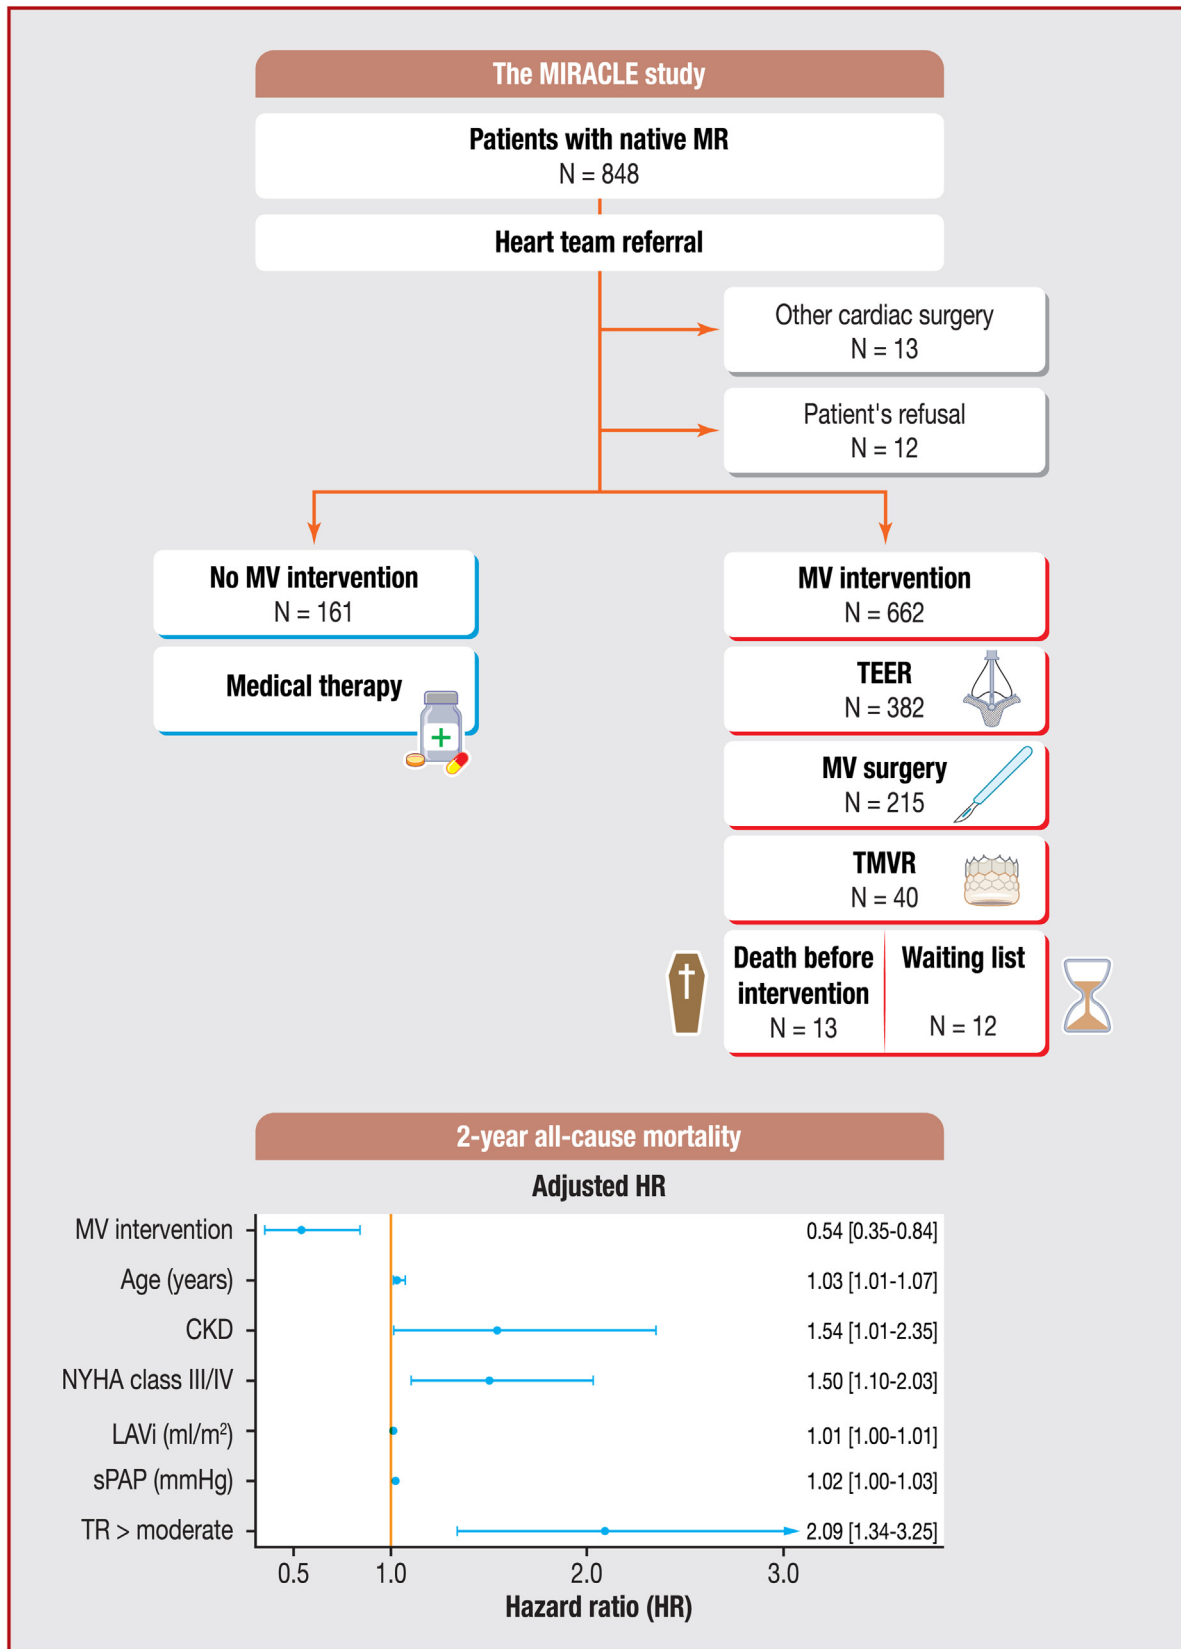 The MIRACLE study
Patients with native MR
N = 848
Heart team referral
Other cardiac surgery
N = 13
Patient's refusal
N = 12
No MV intervention
N = 161
Medical therapy
MV intervention
N = 662
TEER
N = 382
MV surgery
N = 215
TMVR
N = 40
Death before
intervention
N = 13
Waiting list
N = 12
2-year all-cause mortality
Adjusted HR
MV intervention 0.54 [0.35-0.84]
Age (years) 1.03 [1.01-1.07]
CKD 1.54 [1.01-2.35]
NYHA class III/IV 1.50 [1.10-2.03]
LAVi (ml/m²) 1.01 [1.00-1.01]
sPAP (mmHg) 1.02 [1.00-1.03]
TR > moderate 2.09 [1.34-3.25]
0.5 1.0 2.0 3.0
Hazard ratio (HR)